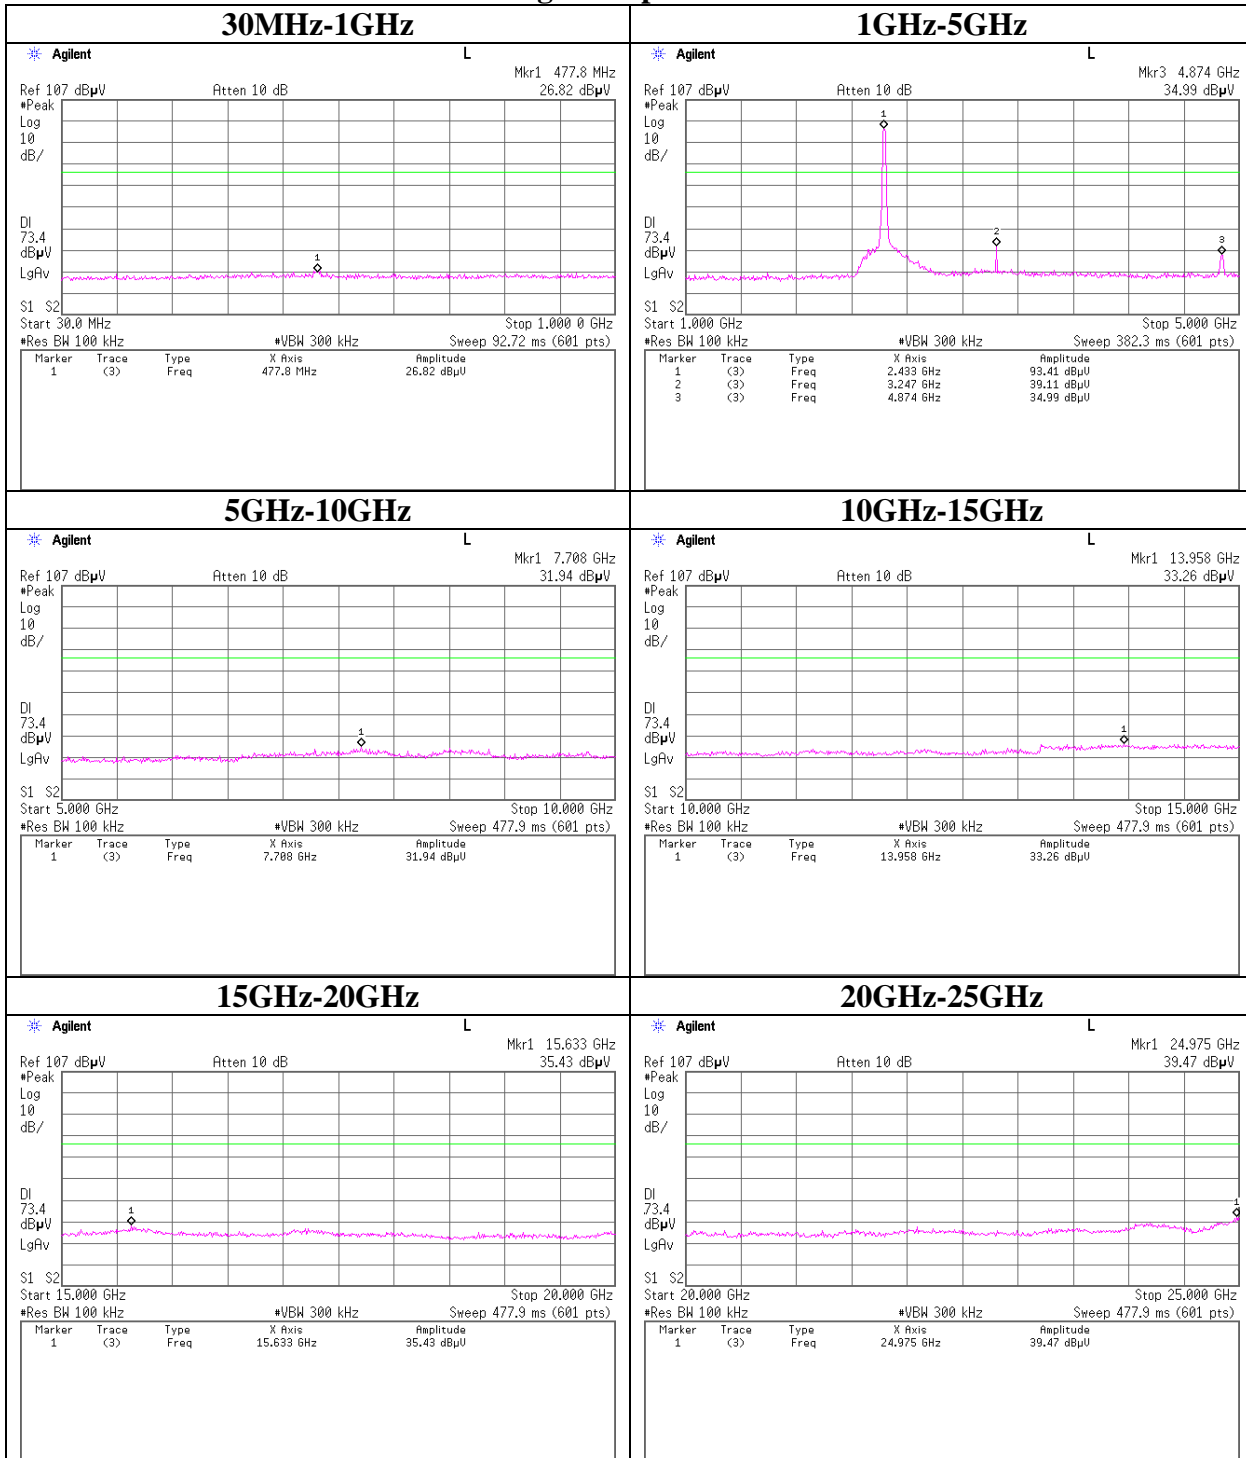 30MHz-1GHz
Agilent L
Mkr1 477.8 MHz
Ref 107 dBµV Atten 10 dB 26.82 dBµV
#Peak
Log
10
dB/
1
DI
73.4
dBµV
LgAv
S1 S2
Start 30.0 MHz Stop 1.000 0 GHz
#Res BW 100 kHz #VBW 300 kHz Sweep 92.72 ms (601 pts)
Marker Trace Type X Axis Amplitude
1 (3) Freq 477.8 MHz 26.82 dBµV
1GHz-5GHz
Agilent L
Mkr3 4.874 GHz
Ref 107 dBµV Atten 10 dB 34.99 dBµV
#Peak
Log
10
dB/
1
2
3
DI
73.4
dBµV
LgAv
S1 S2
Start 1.000 GHz Stop 5.000 GHz
#Res BW 100 kHz #VBW 300 kHz Sweep 382.3 ms (601 pts)
Marker Trace Type X Axis Amplitude
1 (3) Freq 2.433 GHz 93.41 dBµV
2 (3) Freq 3.247 GHz 39.11 dBµV
3 (3) Freq 4.874 GHz 34.99 dBµV
5GHz-10GHz
Agilent L
Mkr1 7.708 GHz
Ref 107 dBµV Atten 10 dB 31.94 dBµV
#Peak
Log
10
dB/
1
DI
73.4
dBµV
LgAv
S1 S2
Start 5.000 GHz Stop 10.000 GHz
#Res BW 100 kHz #VBW 300 kHz Sweep 477.9 ms (601 pts)
Marker Trace Type X Axis Amplitude
1 (3) Freq 7.708 GHz 31.94 dBµV
10GHz-15GHz
Agilent L
Mkr1 13.958 GHz
Ref 107 dBµV Atten 10 dB 33.26 dBµV
#Peak
Log
10
dB/
1
DI
73.4
dBµV
LgAv
S1 S2
Start 10.000 GHz Stop 15.000 GHz
#Res BW 100 kHz #VBW 300 kHz Sweep 477.9 ms (601 pts)
Marker Trace Type X Axis Amplitude
1 (3) Freq 13.958 GHz 33.26 dBµV
15GHz-20GHz
Agilent L
Mkr1 15.633 GHz
Ref 107 dBµV Atten 10 dB 35.43 dBµV
#Peak
Log
10
dB/
1
DI
73.4
dBµV
LgAv
S1 S2
Start 15.000 GHz Stop 20.000 GHz
#Res BW 100 kHz #VBW 300 kHz Sweep 477.9 ms (601 pts)
Marker Trace Type X Axis Amplitude
1 (3) Freq 15.633 GHz 35.43 dBµV
20GHz-25GHz
Agilent L
Mkr1 24.975 GHz
Ref 107 dBµV Atten 10 dB 39.47 dBµV
#Peak
Log
10
dB/
1
DI
73.4
dBµV
LgAv
S1 S2
Start 20.000 GHz Stop 25.000 GHz
#Res BW 100 kHz #VBW 300 kHz Sweep 477.9 ms (601 pts)
Marker Trace Type X Axis Amplitude
1 (3) Freq 24.975 GHz 39.47 dBµV